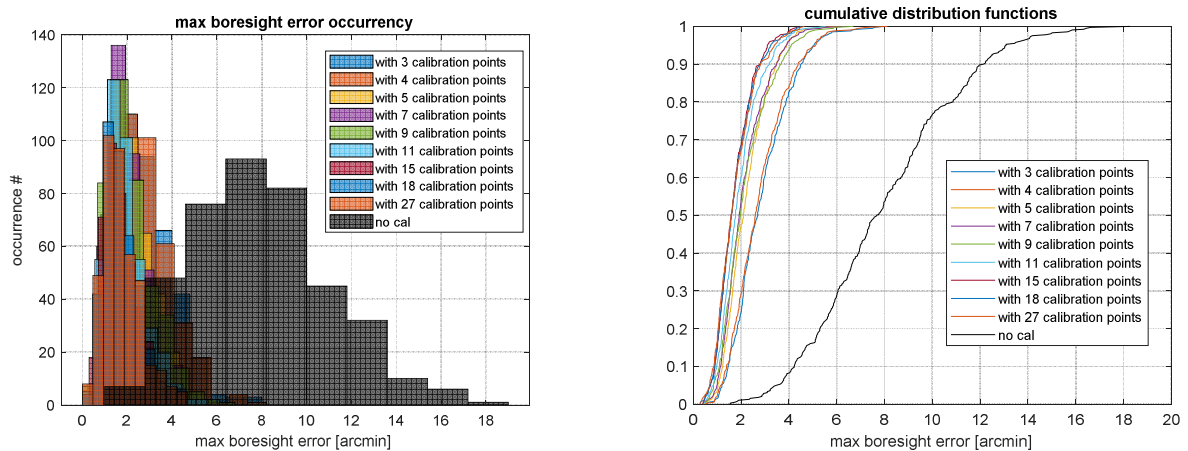 max boresight error occurrency
occurrence #
140
120
100
80
60
40
20
0
0 2 4 6 8 10 12 14 16 18
max boresight error [arcmin]
with 3 calibration points
with 4 calibration points
with 5 calibration points
with 7 calibration points
with 9 calibration points
with 11 calibration points
with 15 calibration points
with 18 calibration points
with 27 calibration points
no cal
cumulative distribution functions
1
0.9
0.8
0.7
0.6
0.5
0.4
0.3
0.2
0.1
0
0 2 4 6 8 10 12 14 16 18 20
max boresight error [arcmin]
with 3 calibration points
with 4 calibration points
with 5 calibration points
with 7 calibration points
with 9 calibration points
with 11 calibration points
with 15 calibration points
with 18 calibration points
with 27 calibration points
no cal